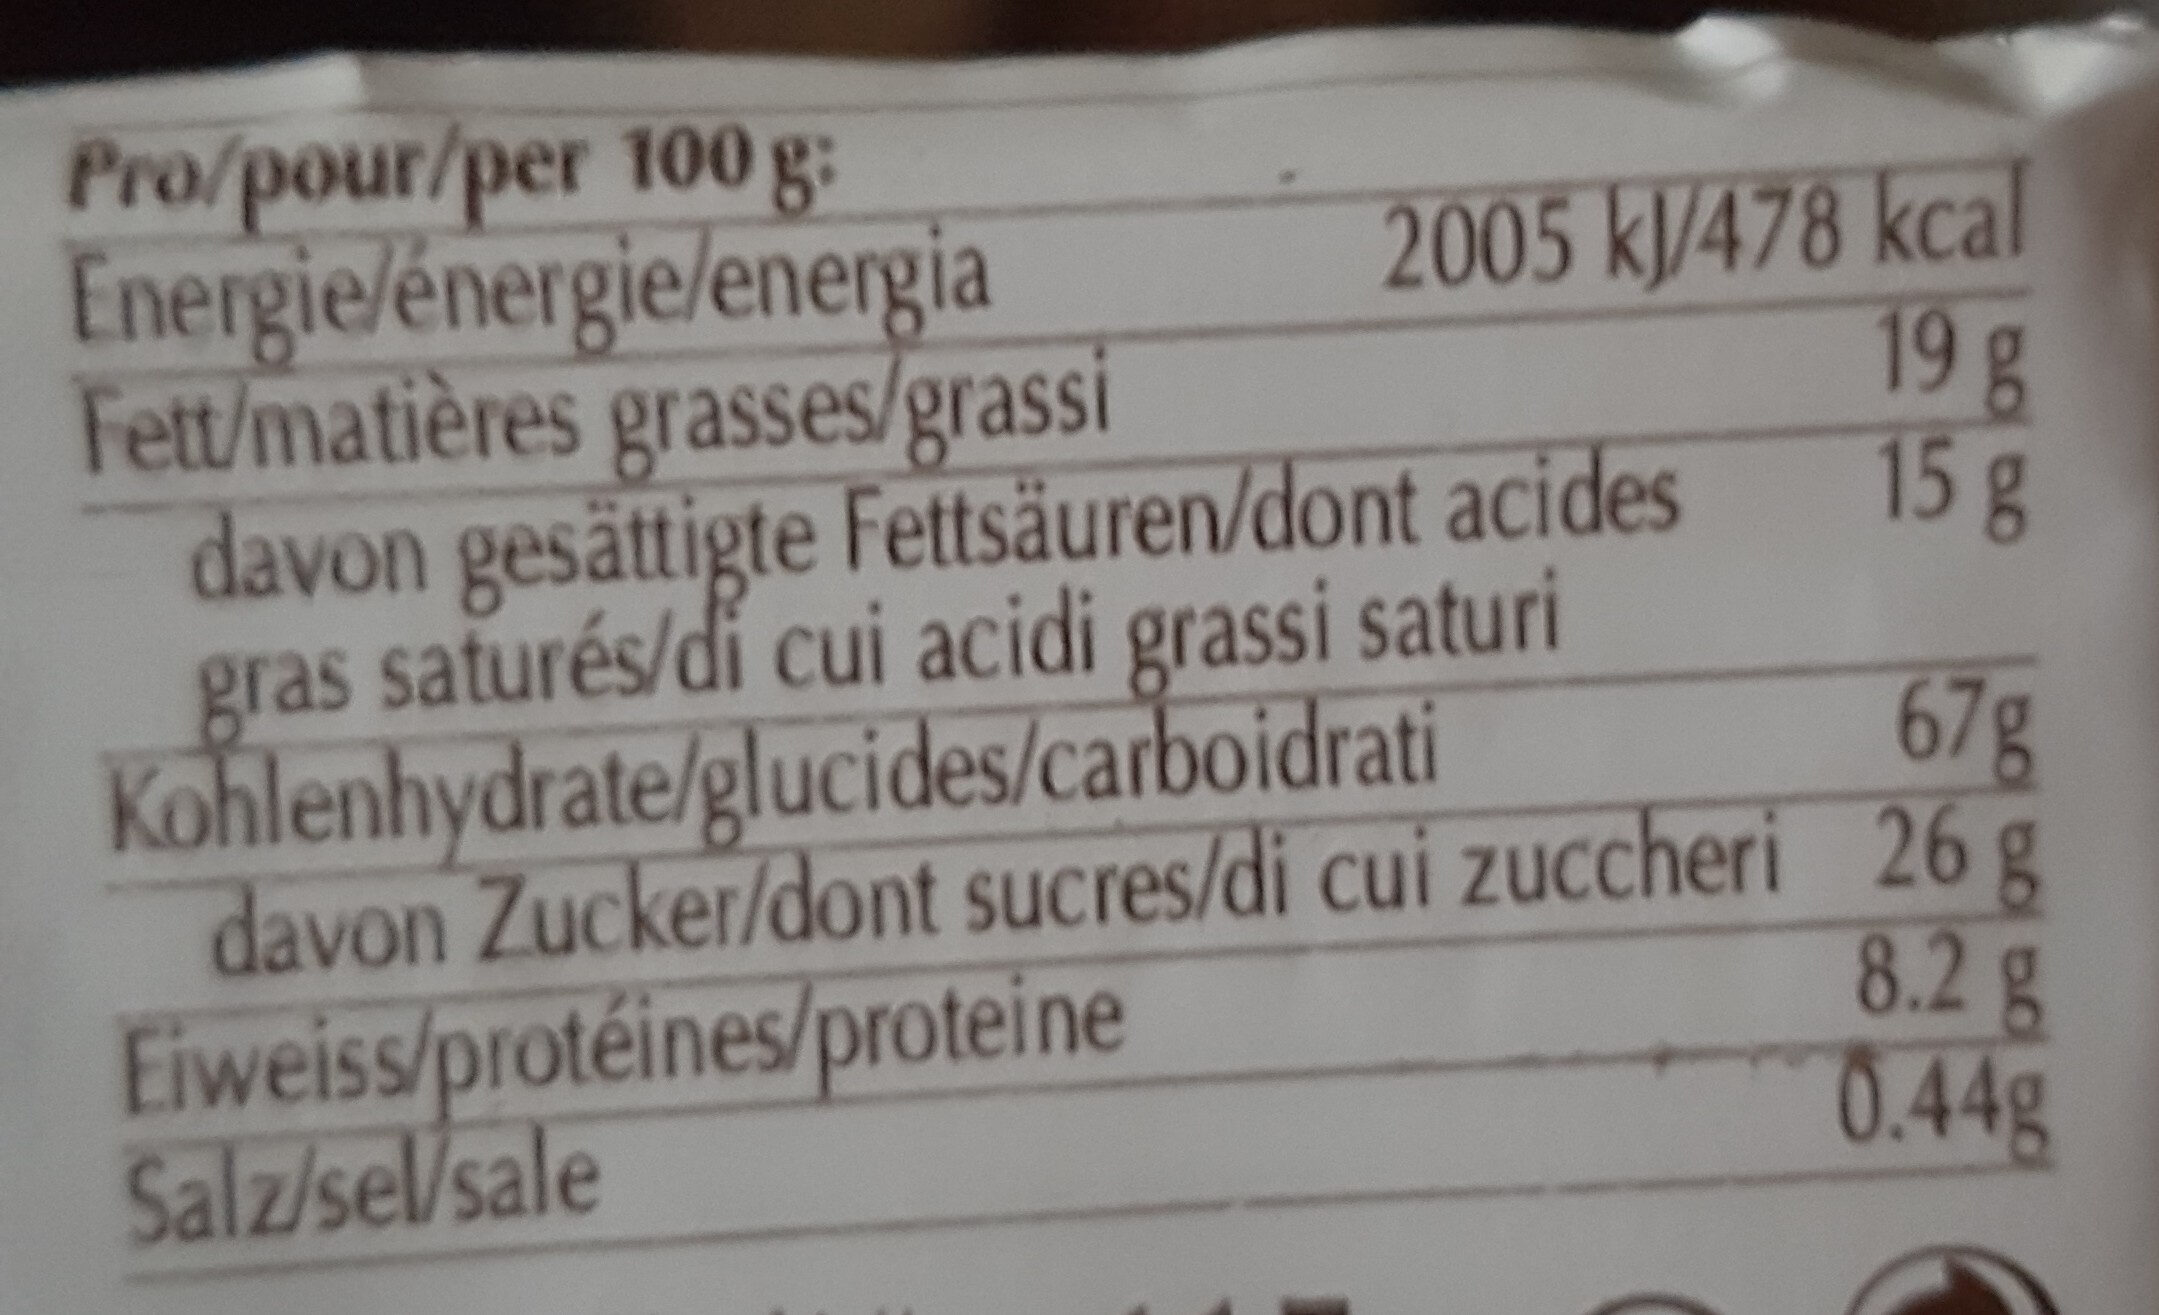 Pro/pour/per 100 g:
Energie/énergie/energia 2005 kJ/478 kcal
Fett/matières grasses/grassi 19 g
davon gesättigte Fettsäuren/dont acides 15 g
gras saturés/di cui acidi grassi saturi
Kohlenhydrate/glucides/carboidrati 67g
davon Zucker/dont sucres/di cui zuccheri 26 g
Eiweiss/protéines/proteine 8.2 g
Salz/sel/sale 0.44g